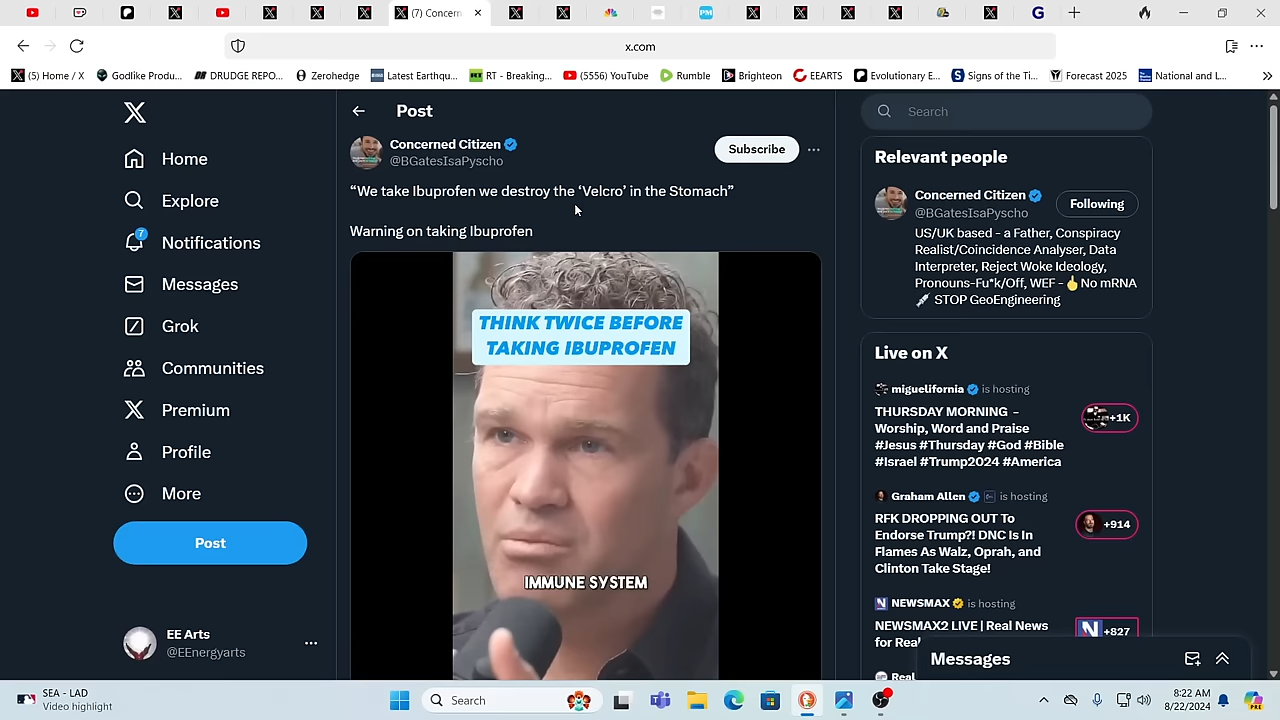 (7) Concern
PM
G
x.com
(5) Home / X
Godlike Produ...
DRUDGE REPO...
Zerohedge
Latest Earthqu...
RT - Breaking...
(5556) YouTube
Rumble
Brighteon
EEARTS
Evolutionary E...
Signs of the Ti...
Forecast 2025
National and L...
Home
Explore
7
Notifications
Messages
Grok
Communities
Premium
Profile
More
Post
EE Arts
@EEnergyarts
Post
Concerned Citizen
@BGatesIsaPyscho
Subscribe
“We take Ibuprofen we destroy the ‘Velcro’ in the Stomach”
Warning on taking Ibuprofen
THINK TWICE BEFORE
TAKING IBUPROFEN
IMMUNE SYSTEM
Search
Relevant people
Concerned Citizen
@BGatesIsaPyscho
Following
US/UK based - a Father, Conspiracy
Realist/Coincidence Analyser, Data
Interpreter, Reject Woke Ideology,
Pronouns-Fu*k/Off, WEF -👆No mRNA
💉 STOP GeoEngineering
Live on X
miguelifornia is hosting
THURSDAY MORNING -
Worship, Word and Praise
#Jesus #Thursday #God #Bible
#Israel #Trump2024 #America
+1K
Graham Allen is hosting
RFK DROPPING OUT To
Endorse Trump?! DNC Is In
Flames As Walz, Oprah, and
Clinton Take Stage!
+914
NEWSMAX is hosting
NEWSMAX2 LIVE | Real News
for Real
+827
Real
Messages
SEA - LAD
Video highlight
Search
8:22 AM
8/22/2024
PRE